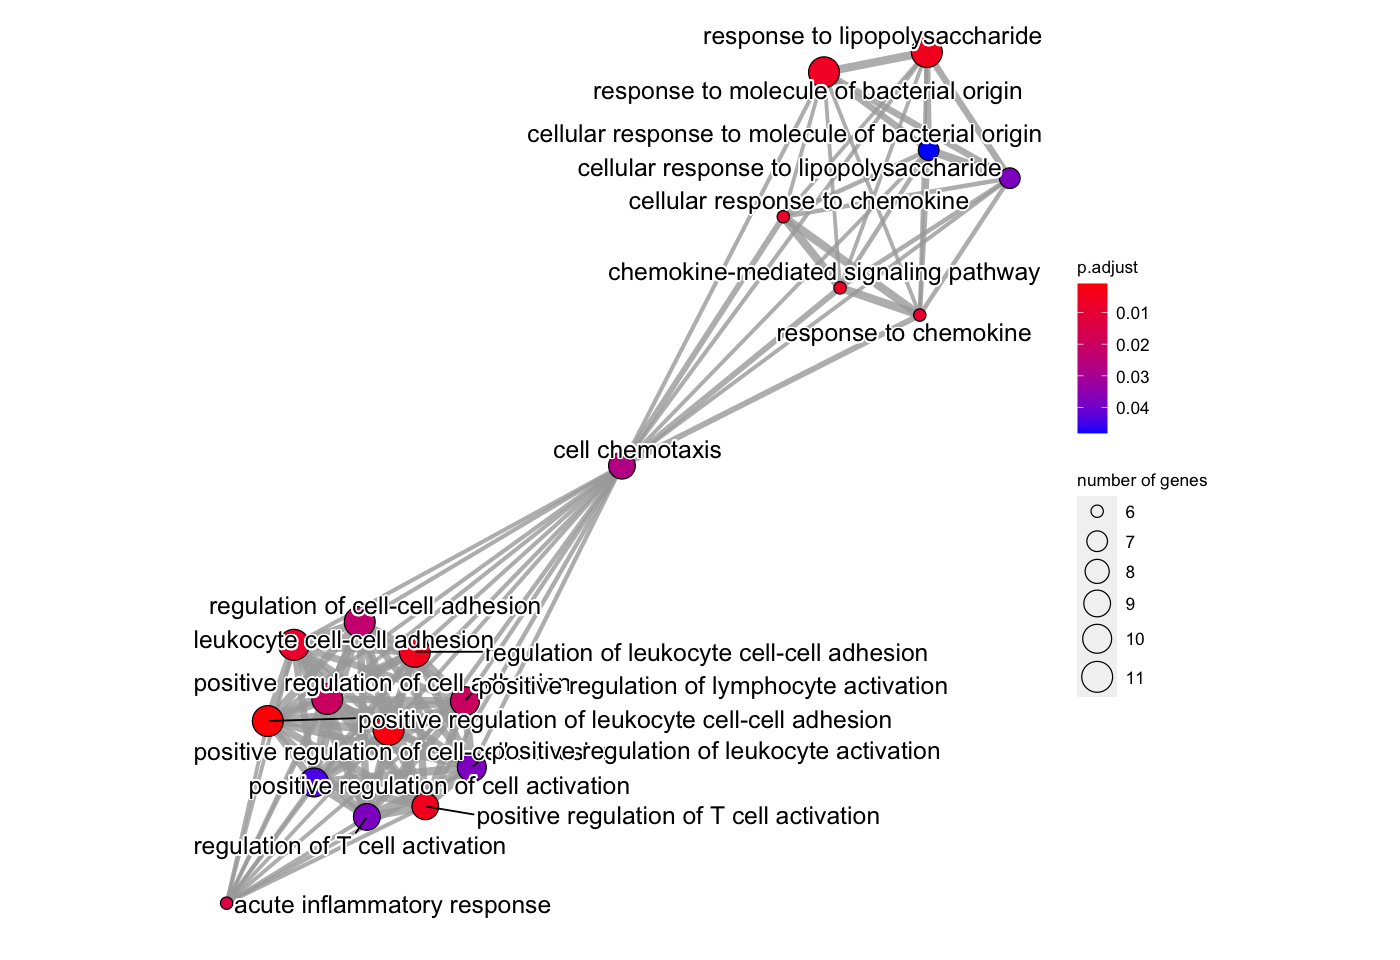 response to lipopolysaccharide
response to molecule of bacterial origin
cellular response to molecule of bacterial origin
cellular response to lipopolysaccharide
cellular response to chemokine
chemokine-mediated signaling pathway
response to chemokine
cell chemotaxis
regulation of cell-cell adhesion
leukocyte cell-cell adhesion
regulation of leukocyte cell-cell adhesion
positive regulation of cell adhesion
positive regulation of lymphocyte activation
positive regulation of leukocyte cell-cell adhesion
positive regulation of cell-cell adhesion
positive regulation of leukocyte activation
positive regulation of cell activation
positive regulation of T cell activation
regulation of T cell activation
acute inflammatory response
p.adjust
0.01
0.02
0.03
0.04
number of genes
6
7
8
9
10
11